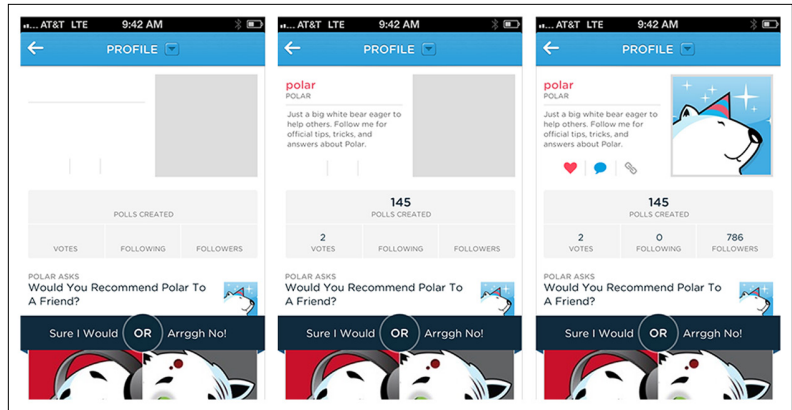 AT&T LTE 9:42 AM
PROFILE
POLLS CREATED
VOTES FOLLOWING FOLLOWERS
POLAR ASKS
Would You Recommend Polar To
A Friend?
Sure I Would OR Arrggh No!
AT&T LTE 9:42 AM
PROFILE
polar
POLAR
Just a big white bear eager to
help others. Follow me for
official tips, tricks, and
answers about Polar.
145
POLLS CREATED
2
VOTES FOLLOWING FOLLOWERS
POLAR ASKS
Would You Recommend Polar To
A Friend?
Sure I Would OR Arrggh No!
AT&T LTE 9:42 AM
PROFILE
polar
POLAR
Just a big white bear eager to
help others. Follow me for
official tips, tricks, and
answers about Polar.
145
POLLS CREATED
2 0 786
VOTES FOLLOWING FOLLOWERS
POLAR ASKS
Would You Recommend Polar To
A Friend?
Sure I Would OR Arrggh No!